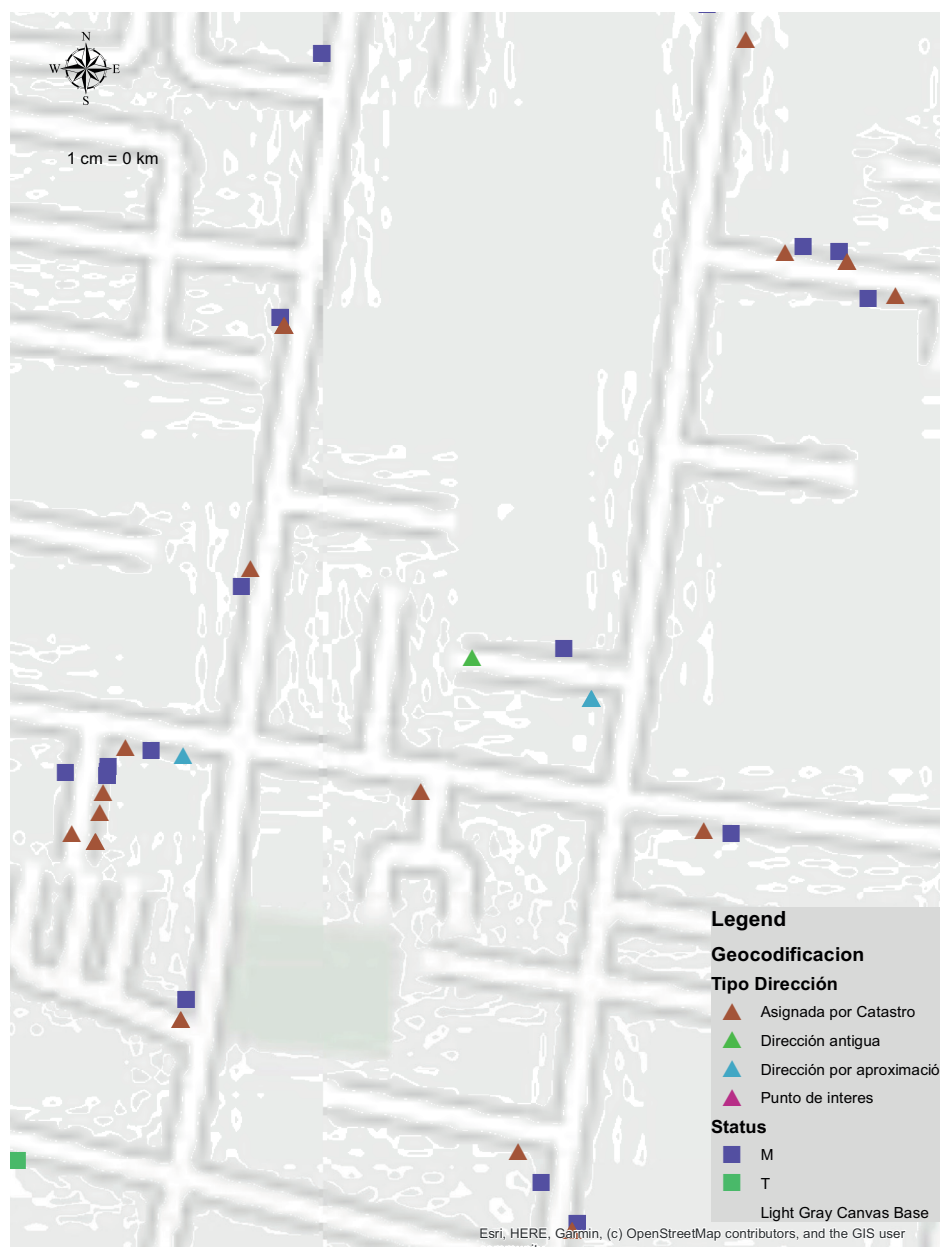 N
W E
S
1 cm = 0 km
Legend
Geocodificacion
Tipo Dirección
Asignada por Catastro
Dirección antigua
Dirección por aproximació
Punto de interes
Status
M
T
Light Gray Canvas Base
Esri, HERE, Garmin, (c) OpenStreetMap contributors, and the GIS user